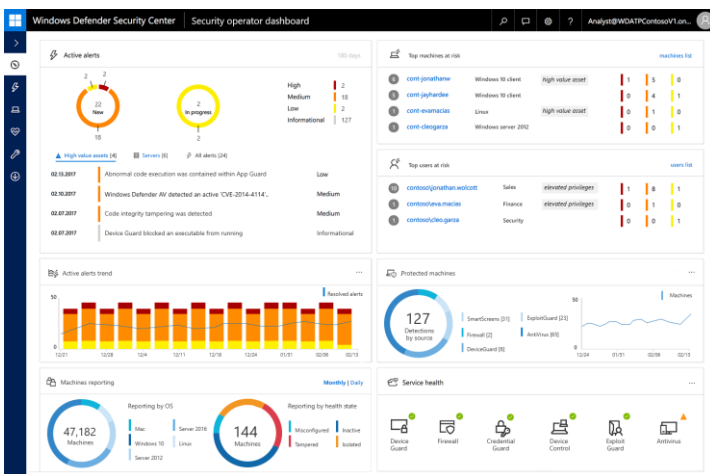 Windows Defender Security Center | Security operator dashboard
? Analyst@WDATPContosoV1.on...
Active alerts 180 days
2 2
22
New
18
2
In progress
2
High 2
Medium 18
Low 2
Informational 127
High value assets [4] Servers [6] All alerts (24)
02.13.2017 Abnormal code execution was contained within App Guard Low
02.10.2017 Windows Defender AV detected an active 'CVE-2014-4114'.. Medium
02.07.2017 Code integrity tampering was detected Medium
02.07.2017 Device Guard blocked an executable from running Informational
Top machines at risk machines list
cont-jonathanw Windows 10 client high value asset 1 5 0
1 cont-jayhardee Windows 10 client 0 4 1
1 cont-evamacias Linux high value asset 0 1 0
1 cont-cleogarza Windows server 2012 0 0 1
Top users at risk users list
10 contoso\jonathan.wolcott Sales elevated privileges 1 8 1
1 contoso\eva.macias Finance elevated privileges 0 1 0
1 contoso\cleo.garza Security 0 0 1
Active alerts trend ...
Resolved alerts
50
0
12/21 12/28 12/4 12/11 12/18 12/24 01/31 02/06 02/13
Protected machines ...
127
Detections
by source
SmartScreens [31] ExploitGuard [23]
Firewall [2] AntiVirus [65]
DeviceGuard [6]
Machines
50
0
12/24 01/31 02/06 02/13
Machines reporting Monthly | Daily
Reporting by OS
47,182
Machines
Mac Server 2016
Windows 10 Linux
Server 2012
Reporting by health state
144
Machines
Misconfigured Inactive
Tampered Isolated
Service health ...
Device Guard
Firewall
Credential Guard
Device Control
Exploit Guard
Antivirus